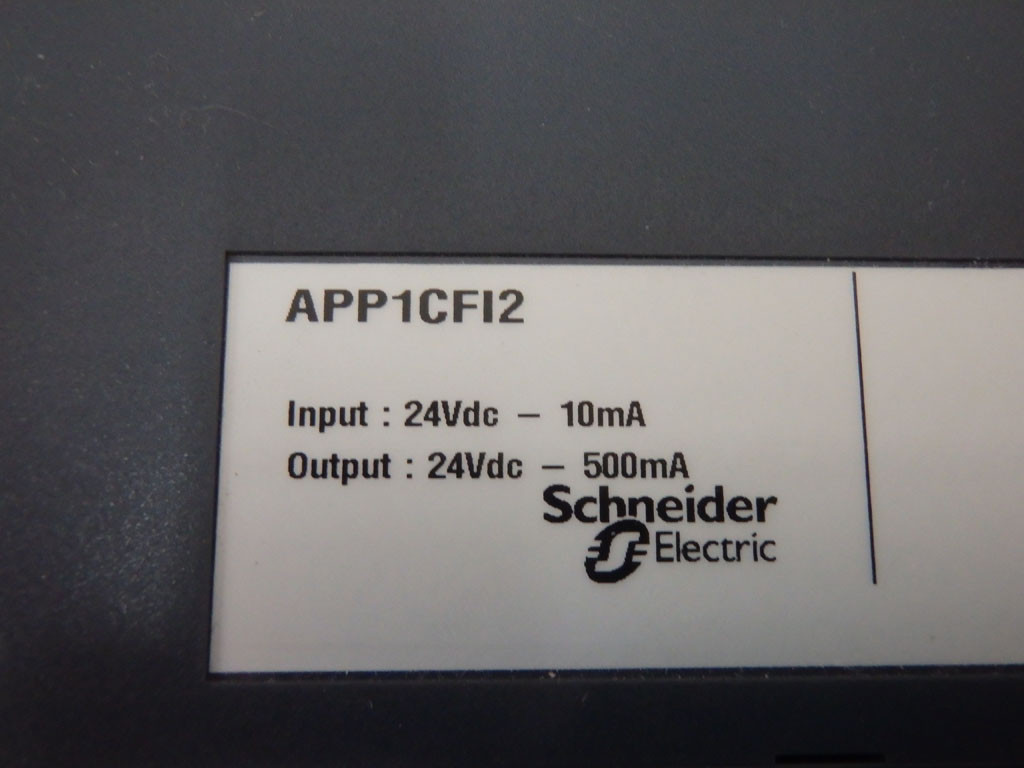 APP1CFI2
Input : 24Vdc – 10mA
Output : 24Vdc – 500mA
Schneider
Electric